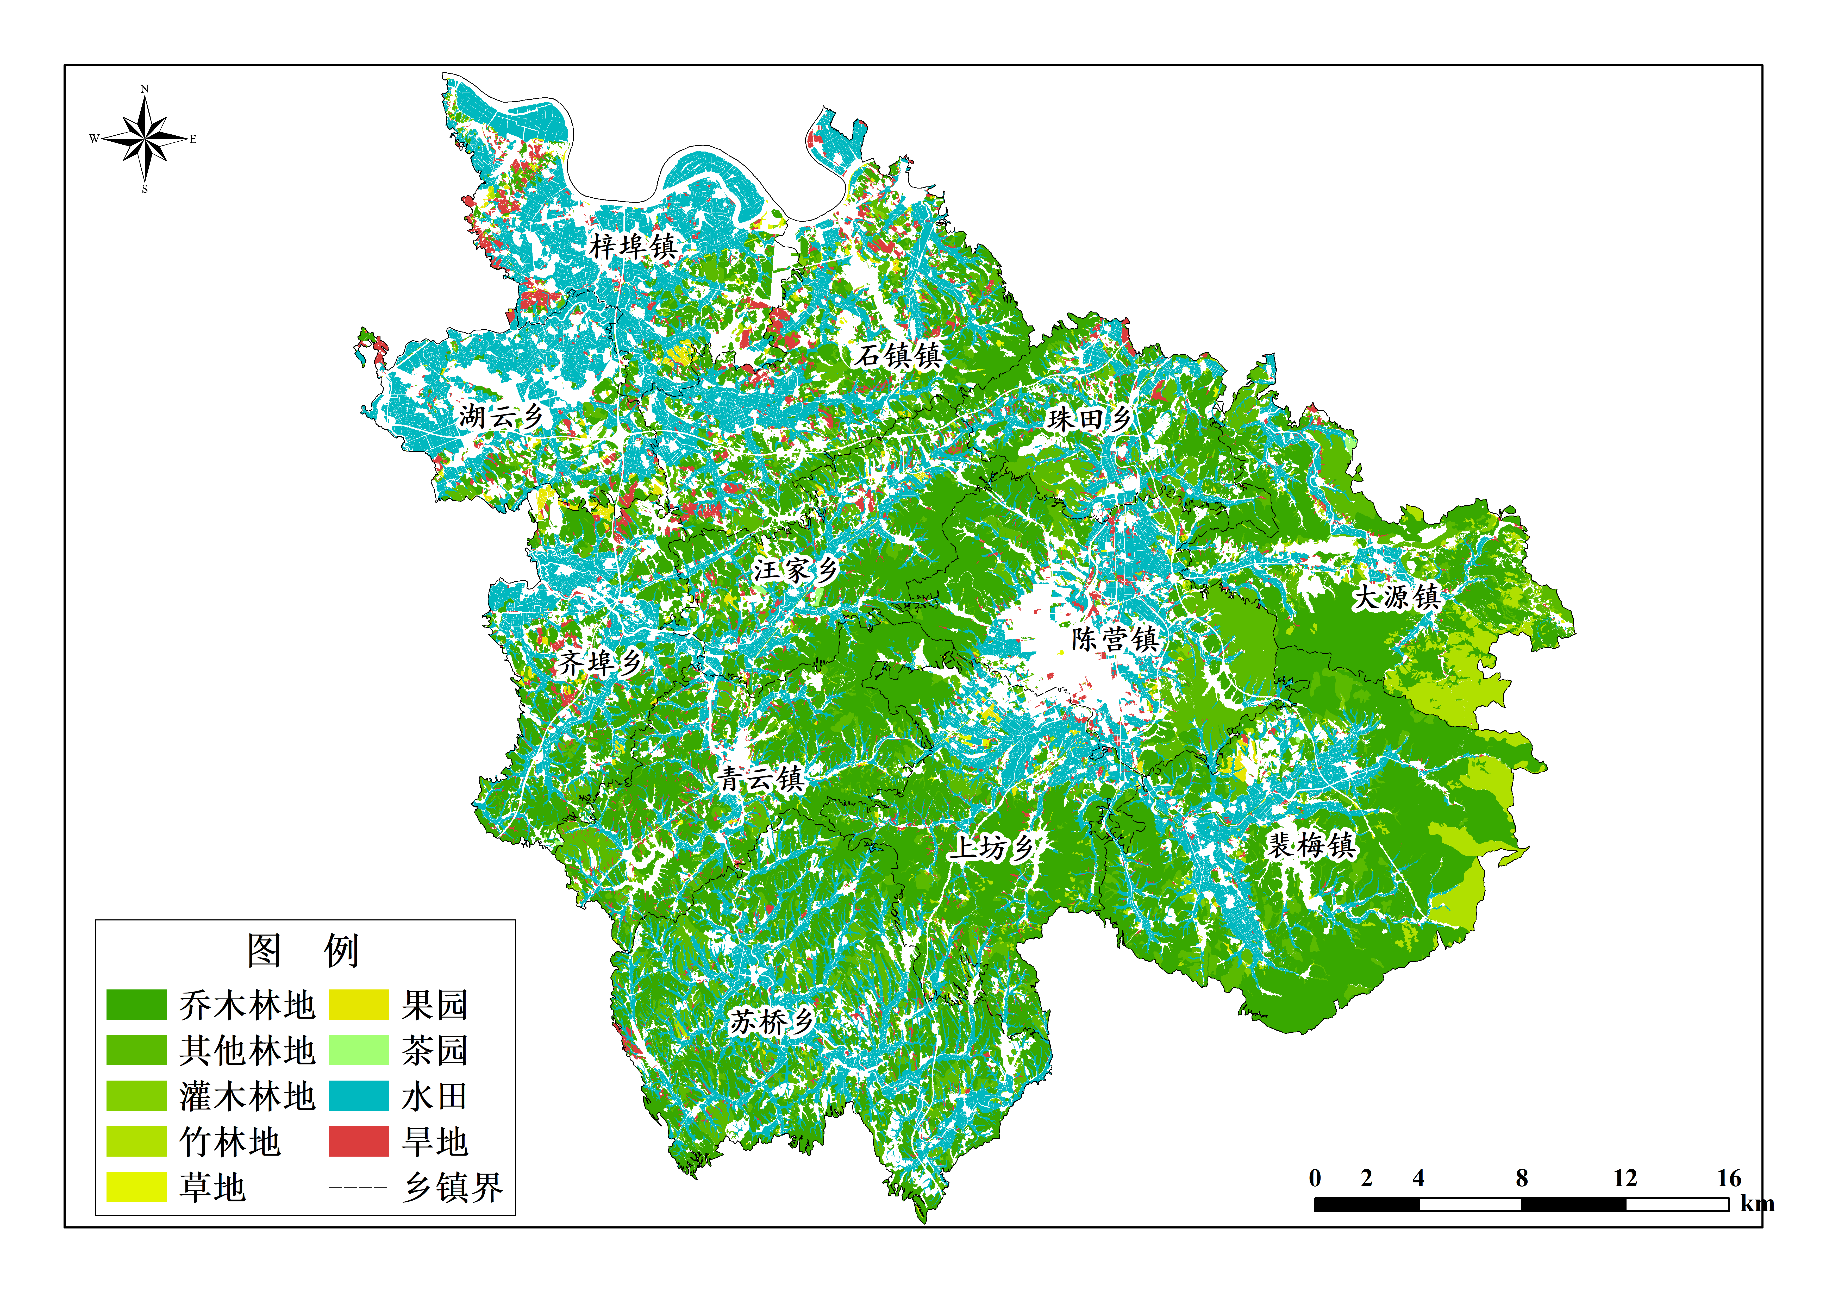 N
W
E
S
梓埠镇
石镇镇
湖云乡
珠田乡
汪家乡
大源镇
陈营镇
齐埠乡
青云镇
上坊乡
裴梅镇
苏桥乡
图 例
乔木林地 果园
其他林地 茶园
灌木林地 水田
竹林地 旱地
草地 乡镇界
0 2 4 8 12 16
km